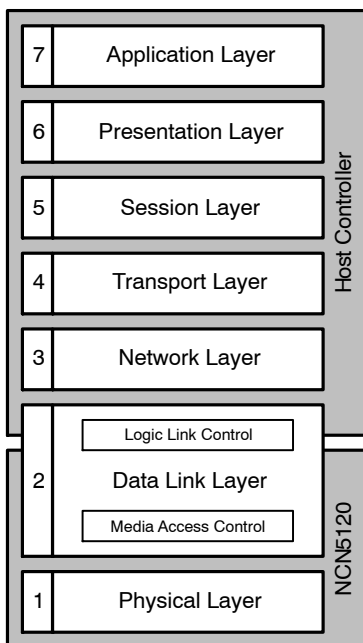 7 Application Layer
6 Presentation Layer
5 Session Layer
4 Transport Layer
3 Network Layer
Host Controller
Logic Link Control
2 Data Link Layer
Media Access Control
1 Physical Layer
NCN5120